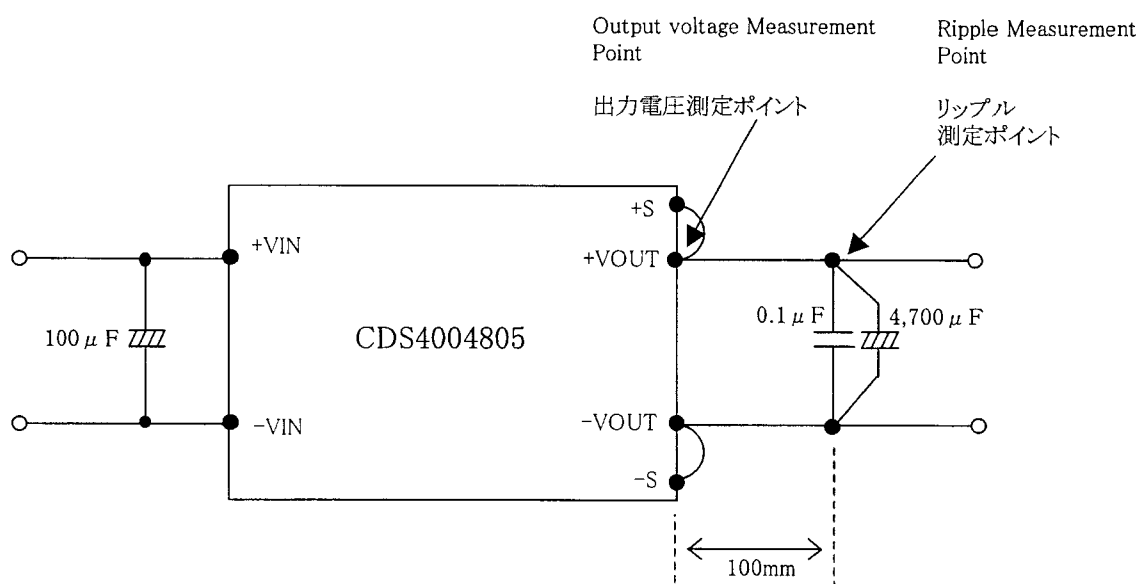 Output voltage Measurement
Point
出力電圧測定ポイント
Ripple Measurement
Point
リップル
測定ポイント
+S
+VIN
+VOUT
100μF
CDS4004805
0.1μF
4,700μF
-VIN
-VOUT
-S
100mm